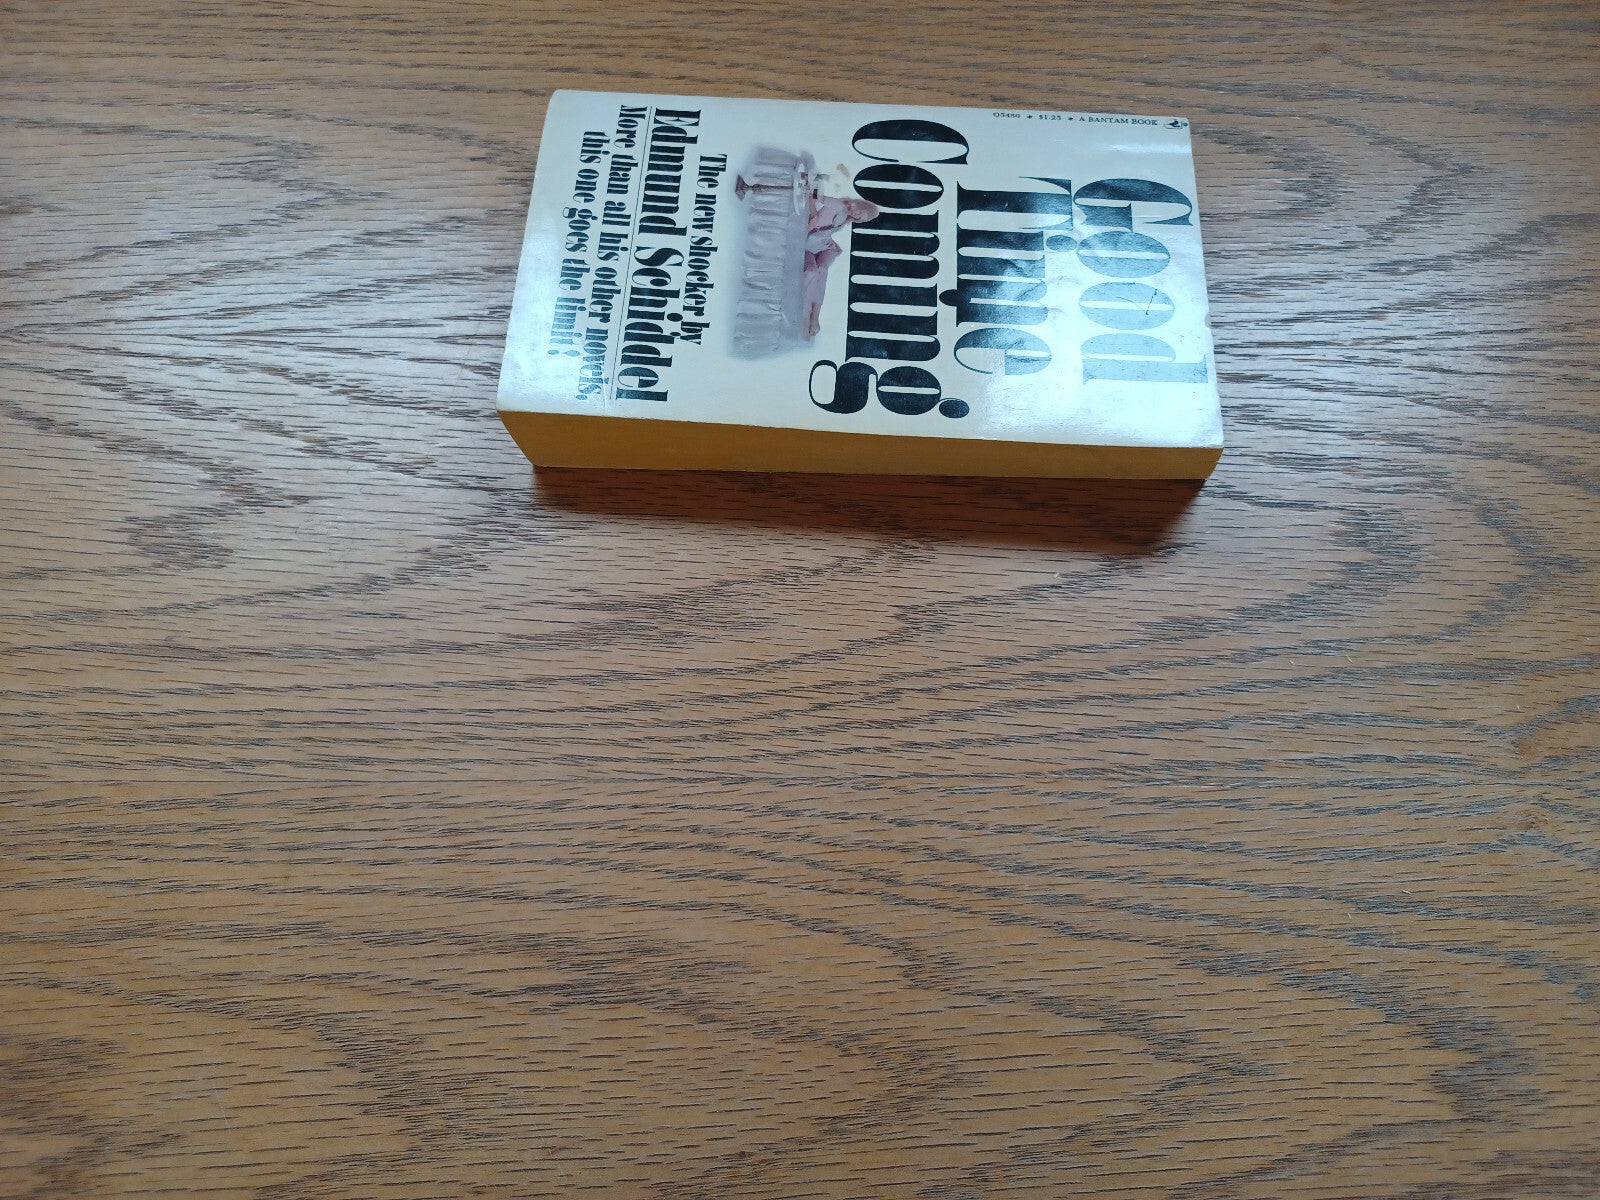 Q5460 * $1.25 * A BANTAM BOOK
Good
Time
Coming
The new shocker by
Edmund Schiddel
More than all his other novels,
this one goes the limit!